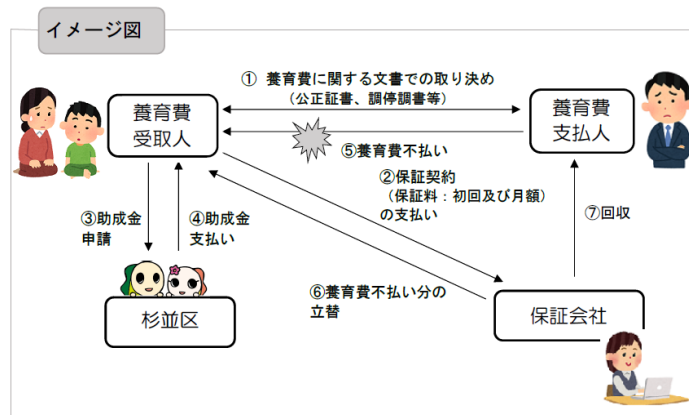 イメージ図
① 養育費に関する文書での取り決め
(公正証書、調停調書等)
養育費
受取人
養育費
支払人
⑤養育費不払い
②保証契約
(保証料:初回及び月額)
の支払い
③助成金
申請
④助成金
支払い
⑦回収
⑥養育費不払い分の
立替
杉並区
保証会社